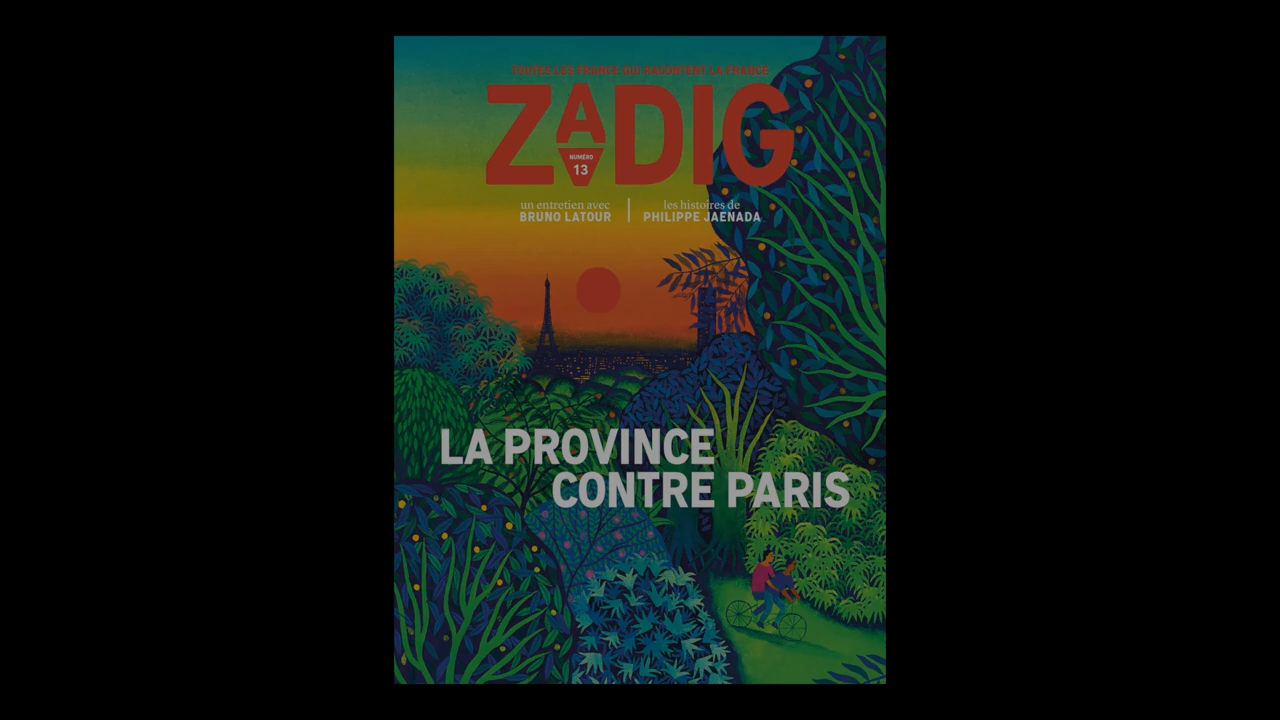 TOUTES LES FRANCE QUI RACONTENT LA FRANCE
ZADIG
NUMÉRO
13
un entretien avec
BRUNO LATOUR
les histoires de
PHILIPPE JAENADA
LA PROVINCE
CONTRE PARIS